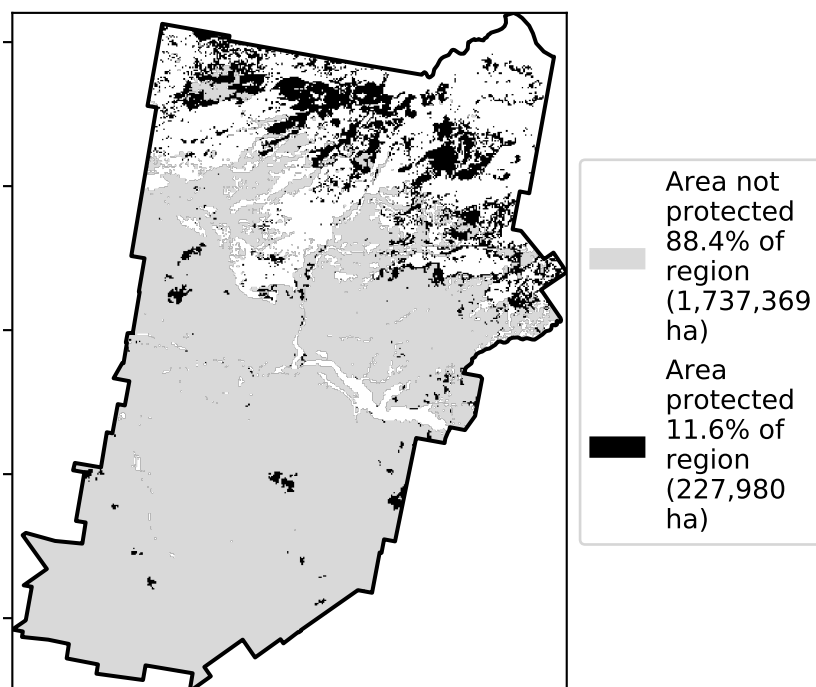 Area not
protected
88.4% of
region
(1,737,369
ha)
Area
protected
11.6% of
region
(227,980
ha)